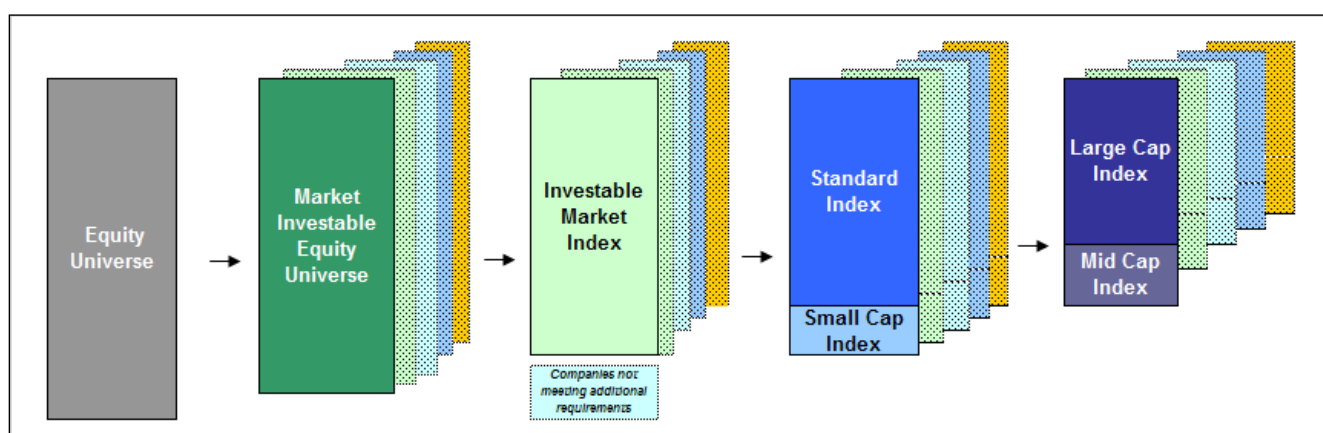 Equity
Universe
Market
Investable
Equity
Universe
Investable
Market
Index
Companies not
meeting additional
requirements
Standard
Index
Small Cap
Index
Large Cap
Index
Mid Cap
Index